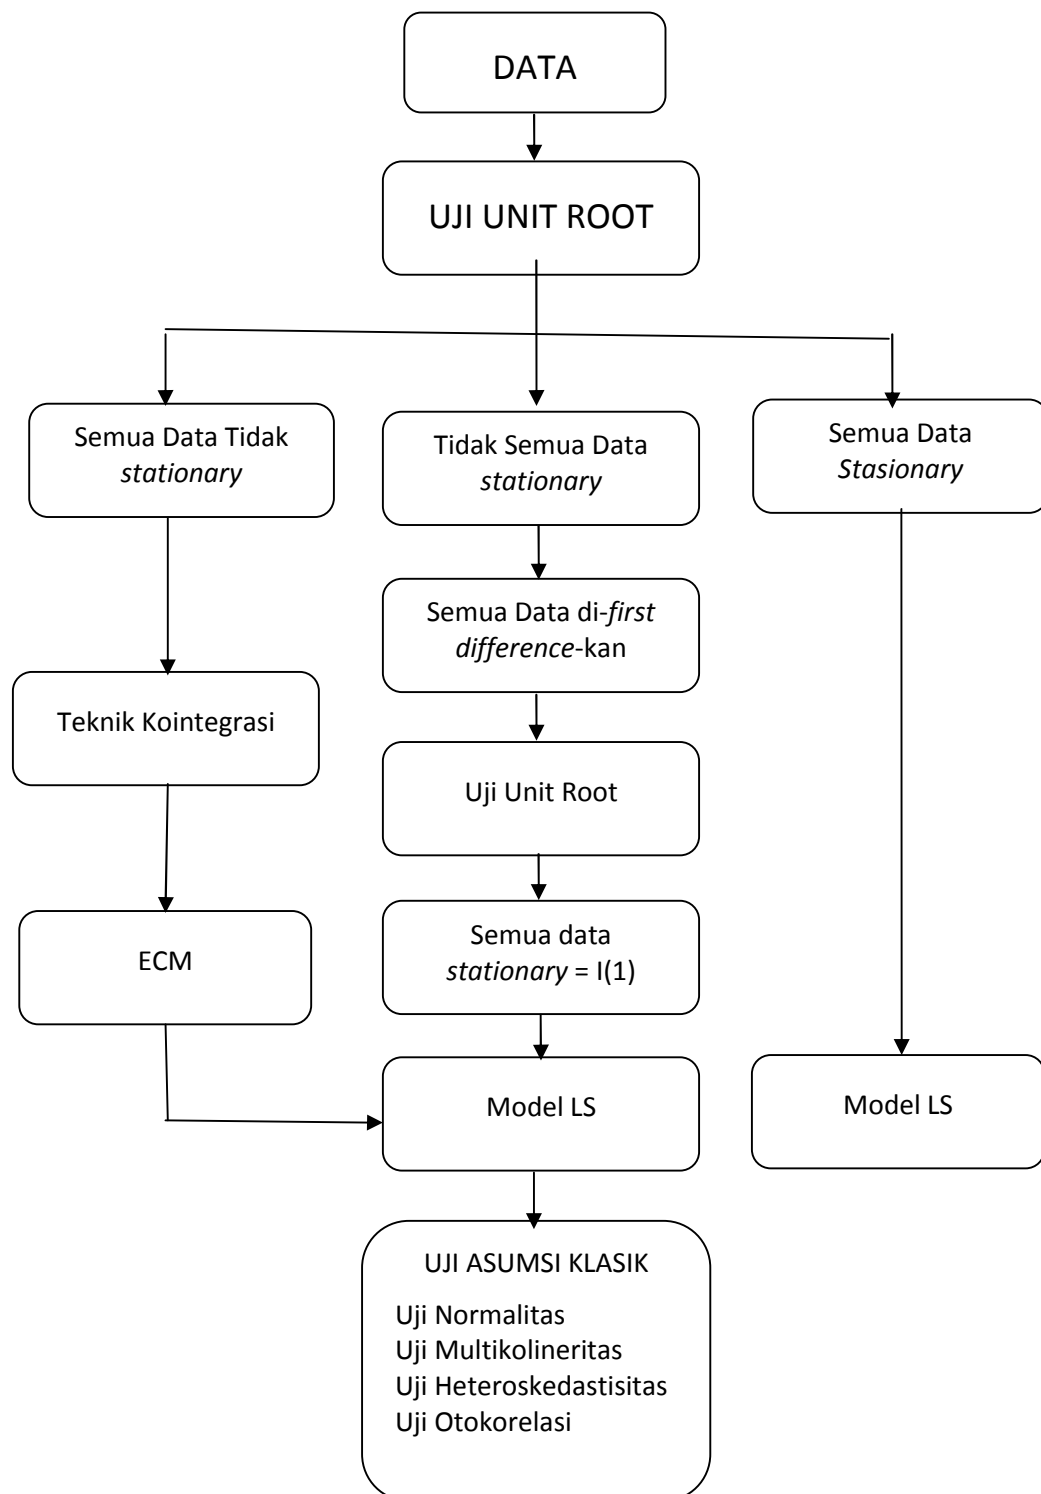 DATA
UJI UNIT ROOT
Semua Data Tidak
stationary
Tidak Semua Data
stationary
Semua Data
Stasionary
Semua Data di-first
difference-kan
Teknik Kointegrasi
Uji Unit Root
ECM
Semua data
stationary = I(1)
Model LS
Model LS
UJI ASUMSI KLASIK
Uji Normalitas
Uji Multikolineritas
Uji Heteroskedastisitas
Uji Otokorelasi